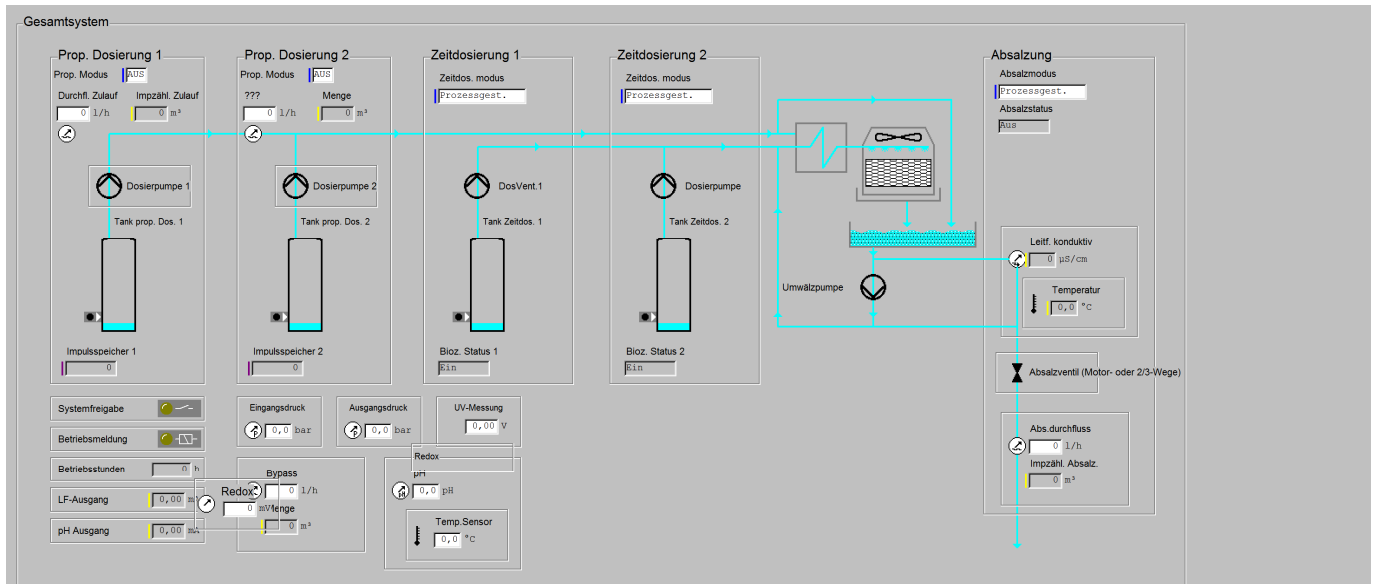 Gesamtsystem
Prop. Dosierung 1
Prop. Modus AUS
Durchfl. Zulauf Impzähl. Zulauf
0 l/h 0 m³
Dosierpumpe 1
Tank prop. Dos. 1
Impulsspeicher 1
0
Prop. Dosierung 2
Prop. Modus AUS
??? Menge
0 l/h 0 m³
Dosierpumpe 2
Tank prop. Dos. 2
Impulsspeicher 2
0
Zeitdosierung 1
Zeitdos. modus
Prozessgest.
DosVent.1
Tank Zeitdos. 1
Bioz. Status 1
Ein
Zeitdosierung 2
Zeitdos. modus
Prozessgest.
Dosierpumpe
Tank Zeitdos. 2
Bioz. Status 2
Ein
Umwälzpumpe
Absalzung
Absalzmodus
Prozessgest.
Absalzstatus
Aus
Leitf. konduktiv
0 µS/cm
Temperatur
0,0 °C
Absalzventil (Motor- oder 2/3-Wege)
Abs.durchfluss
0 l/h
Impzähl. Absalz.
0 m³
Systemfreigabe
Betriebsmeldung
Betriebsstunden 0 h
LF-Ausgang 0,00
pH Ausgang 0,00 mA
Redox
0 mV
Eingangsdruck
P 0,0 bar
Ausgangsdruck
P 0,0 bar
UV-Messung
0,00 V
Bypass
0 l/h
Menge
0 m³
Redox
pH
pH 0,0 pH
Temp.Sensor
0,0 °C